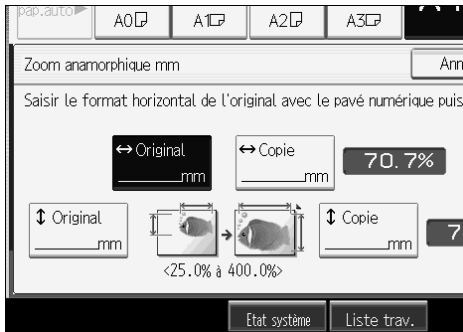 pap.auto▶ A0 A1 A2 A3
Zoom anamorphique mm Ann
Saisir le format horizontal de l'original avec le pavé numérique puis
↔ Original ↔ Copie 70.7%
mm mm
↕ Original ↕ Copie 7
mm mm
<25.0% à 400.0%>
Etat système Liste trav.